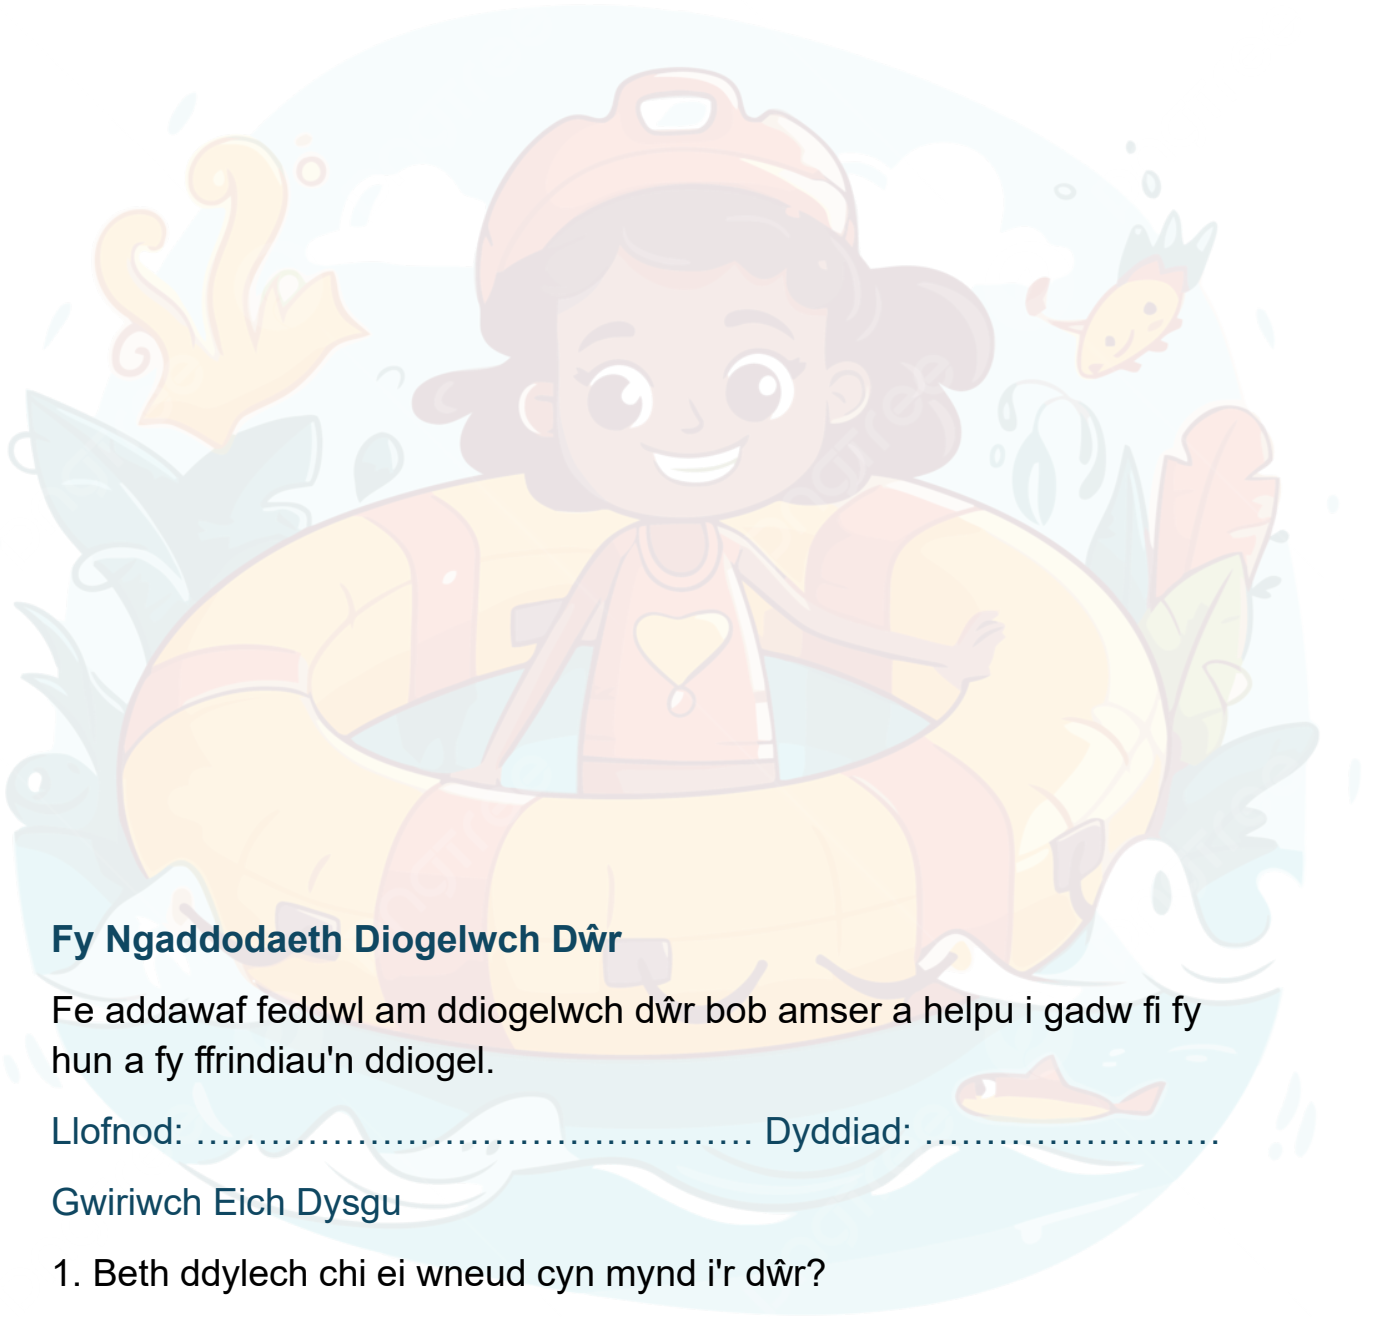 Fy Ngaddodaeth Diogelwch Dŵr
Fe addawaf feddwl am ddiogelwch dŵr bob amser a helpu i gadw fi fy
hun a fy ffrindiau'n ddiogel.
Llofnod: ………………………………………… Dyddiad: ……………………
Gwiriwch Eich Dysgu
1. Beth ddylech chi ei wneud cyn mynd i'r dŵr?